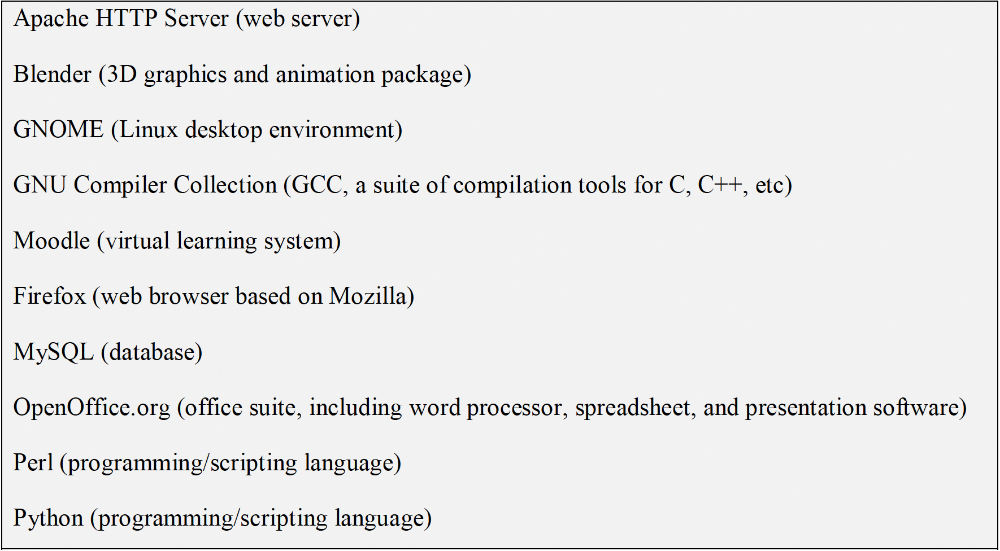 Apache HTTP Server (web server)
Blender (3D graphics and animation package)
GNOME (Linux desktop environment)
GNU Compiler Collection (GCC, a suite of compilation tools for C, C++, etc)
Moodle (virtual learning system)
Firefox (web browser based on Mozilla)
MySQL (database)
OpenOffice.org (office suite, including word processor, spreadsheet, and presentation software)
Perl (programming/scripting language)
Python (programming/scripting language)